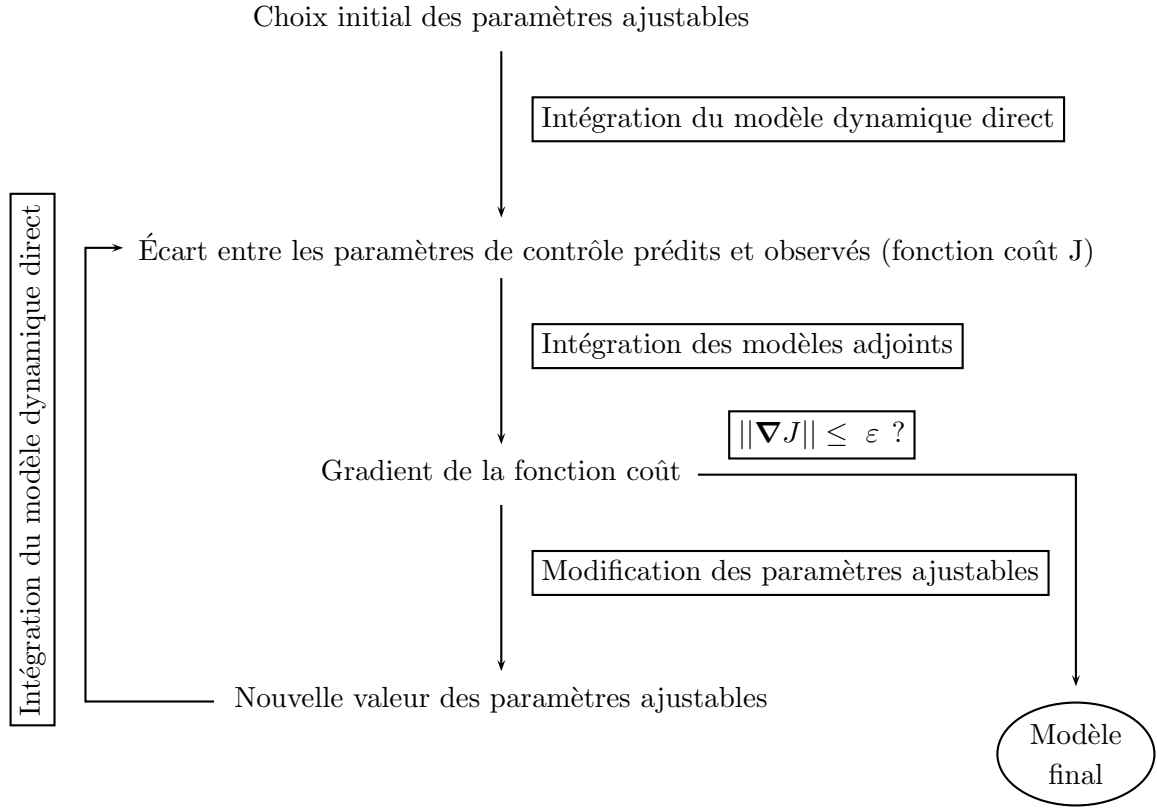 Choix initial des paramètres ajustables
Intégration du modèle dynamique direct
Intégration du modèle dynamique direct
Écart entre les paramètres de contrôle prédits et observés (fonction coût J)
Intégration des modèles adjoints
||∇J|| ≤ ε ?
Gradient de la fonction coût
Modification des paramètres ajustables
Nouvelle valeur des paramètres ajustables
Modèle
final